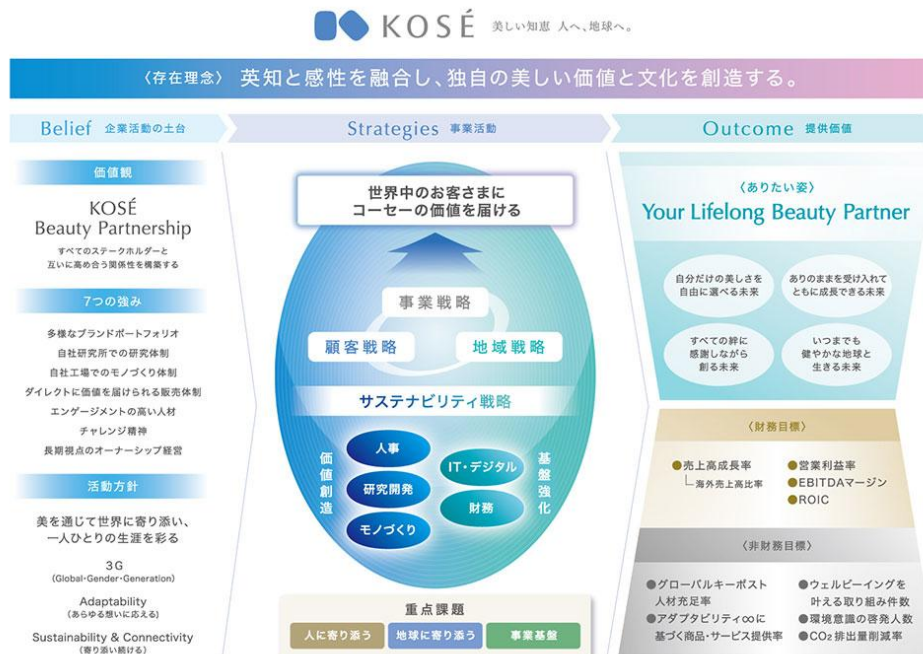 KOSÉ 美しい知恵 人へ、地球へ。
〈存在理念〉 英知と感性を融合し、独自の美しい価値と文化を創造する。
Belief 企業活動の土台
価値観
KOSÉ
Beauty Partnership
すべてのステークホルダーと
互いに高め合う関係性を構築する
7つの強み
多様なブランドポートフォリオ
自社研究所での研究体制
自社工場でのモノづくり体制
ダイレクトに価値を届けられる販売体制
エンゲージメントの高い人材
チャレンジ精神
長期視点のオーナーシップ経営
活動方針
美を通じて世界に寄り添い、
一人ひとりの生涯を彩る
3G
(Global・Gender・Generation)
Adaptability
(あらゆる想いに応える)
Sustainability & Connectivity
(寄り添い続ける)
Strategies 事業活動
世界中のお客さまに
コーセーの価値を届ける
事業戦略
顧客戦略
地域戦略
サステナビリティ戦略
価値創造
人事
研究開発
モノづくり
IT・デジタル
財務
基盤強化
重点課題
人に寄り添う
地球に寄り添う
事業基盤
Outcome 提供価値
〈ありたい姿〉
Your Lifelong Beauty Partner
自分だけの美しさを
自由に選べる未来
ありのままを受け入れて
ともに成長できる未来
すべての絆に
感謝しながら
創る未来
いつまでも
健やかな地球と
生きる未来
〈財務目標〉
●売上高成長率
└海外売上高比率
●営業利益率
●EBITDAマージン
●ROIC
〈非財務目標〉
●グローバルキーポスト
人材充足率
●アダプタビリティ∞に
基づく商品・サービス提供率
●ウェルビーイングを
叶える取り組み件数
●環境意識の啓発人数
●CO₂排出量削減率